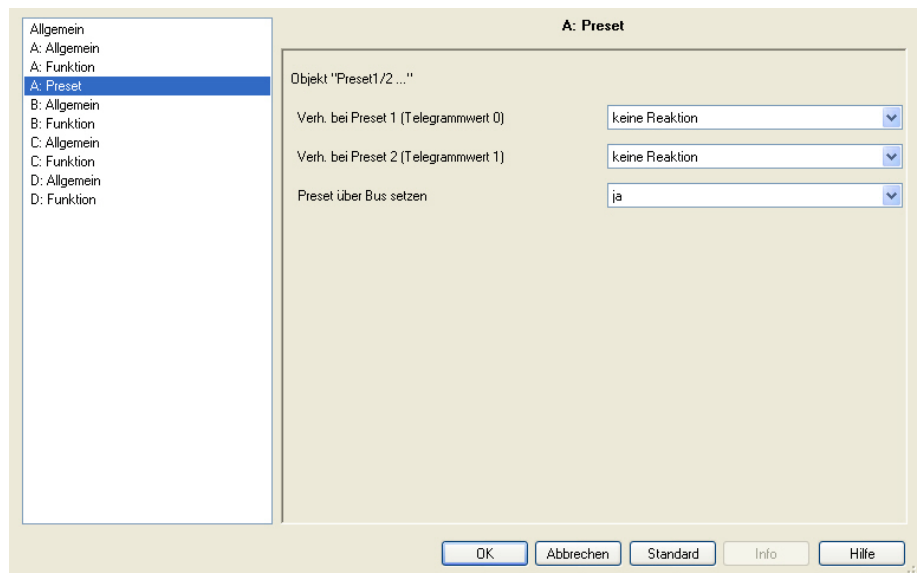 Allgemein
A: Allgemein
A: Funktion
A: Preset
B: Allgemein
B: Funktion
C: Allgemein
C: Funktion
D: Allgemein
D: Funktion
A: Preset
Objekt "Preset1/2 ..."
Verh. bei Preset 1 (Telegrammwert 0) keine Reaktion
Verh. bei Preset 2 (Telegrammwert 1) keine Reaktion
Preset über Bus setzen ja
OK Abbrechen Standard Info Hilfe